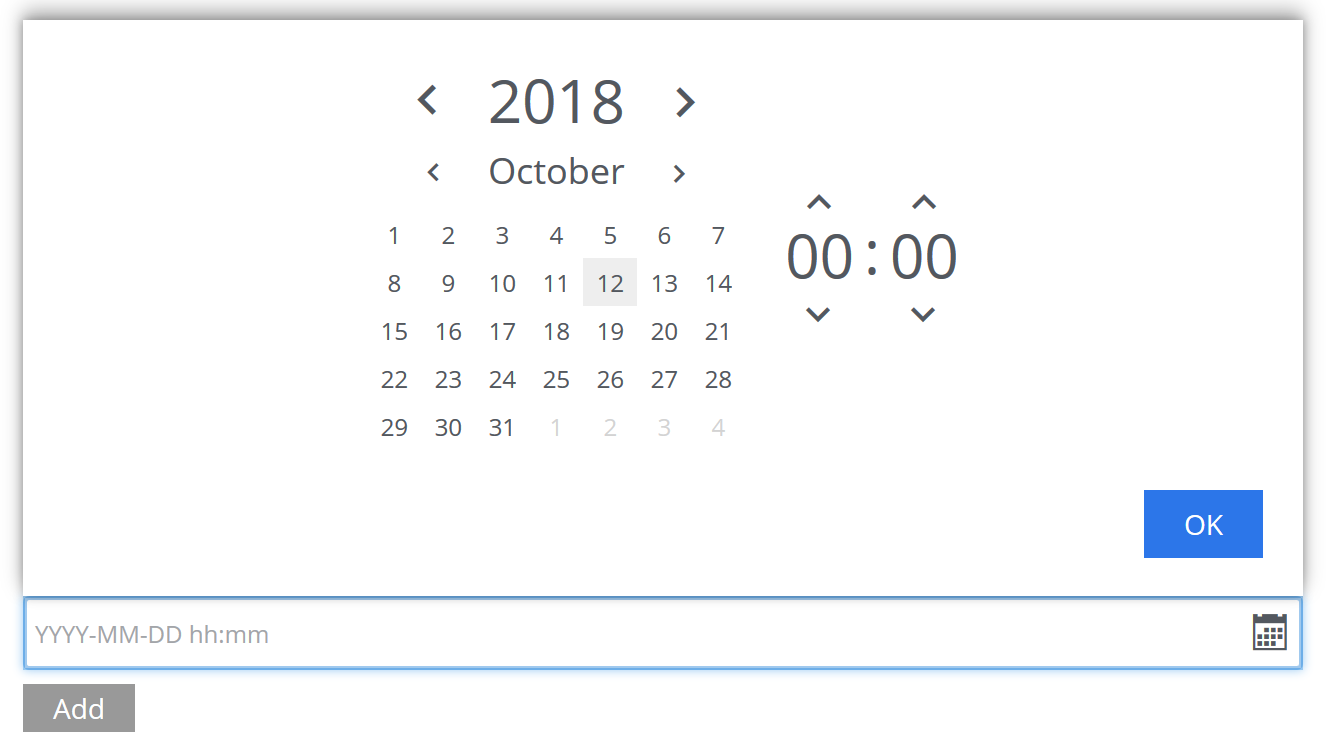 2018
October
1 2 3 4 5 6 7
8 9 10 11 12 13 14
15 16 17 18 19 20 21
22 23 24 25 26 27 28
29 30 31 1 2 3 4
00 : 00
OK
YYYY-MM-DD hh:mm
Add